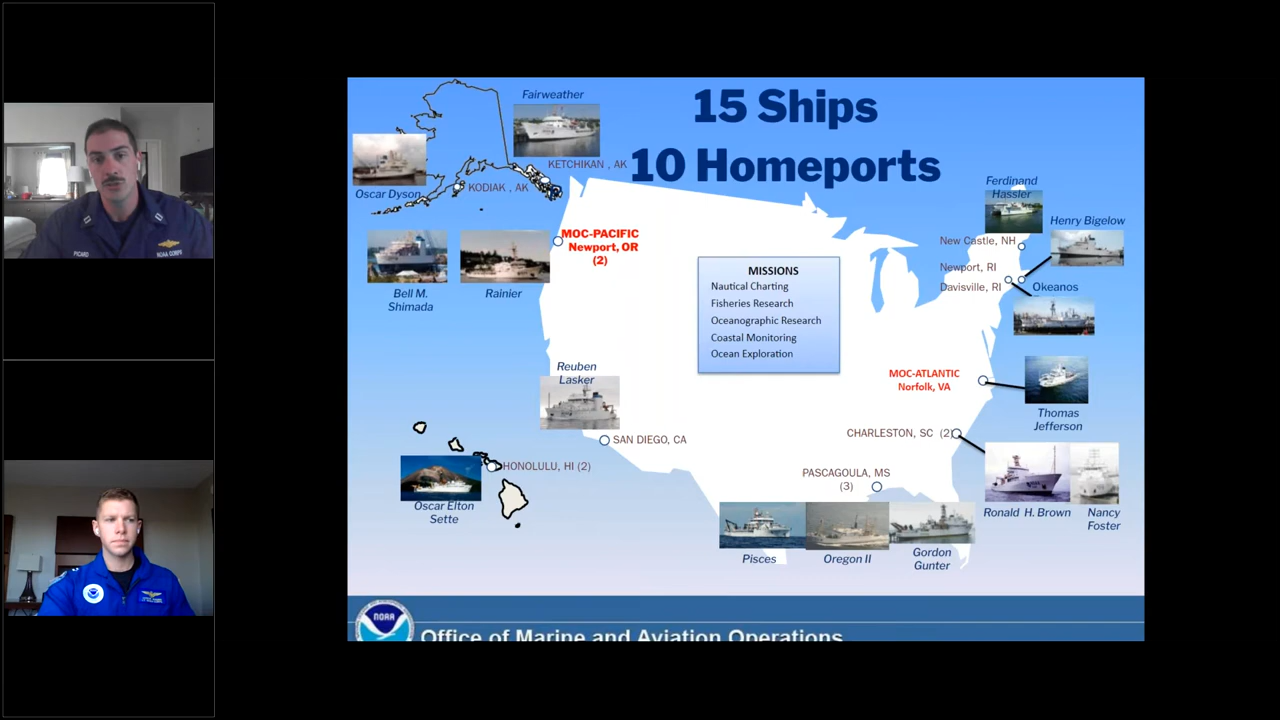 15 Ships
10 Homeports
Fairweather
KETCHIKAN , AK
Oscar Dyson
KODIAK , AK
MOC-PACIFIC
Newport, OR
(2)
Bell M.
Shimada
Rainier
MISSIONS
Nautical Charting
Fisheries Research
Oceanographic Research
Coastal Monitoring
Ocean Exploration
Ferdinand
Hassler
Henry Bigelow
New Castle, NH
Newport, RI
Davisville, RI
Okeanos
MOC-ATLANTIC
Norfolk, VA
Thomas
Jefferson
Reuben
Lasker
SAN DIEGO, CA
CHARLESTON, SC (2)
HONOLULU, HI (2)
Oscar Elton
Sette
PASCAGOULA, MS
(3)
Ronald H. Brown
Nancy
Foster
Pisces
Oregon II
Gordon
Gunter
NOAA
Office of Marine and Aviation Operations
PICARD
NOAA CORPS